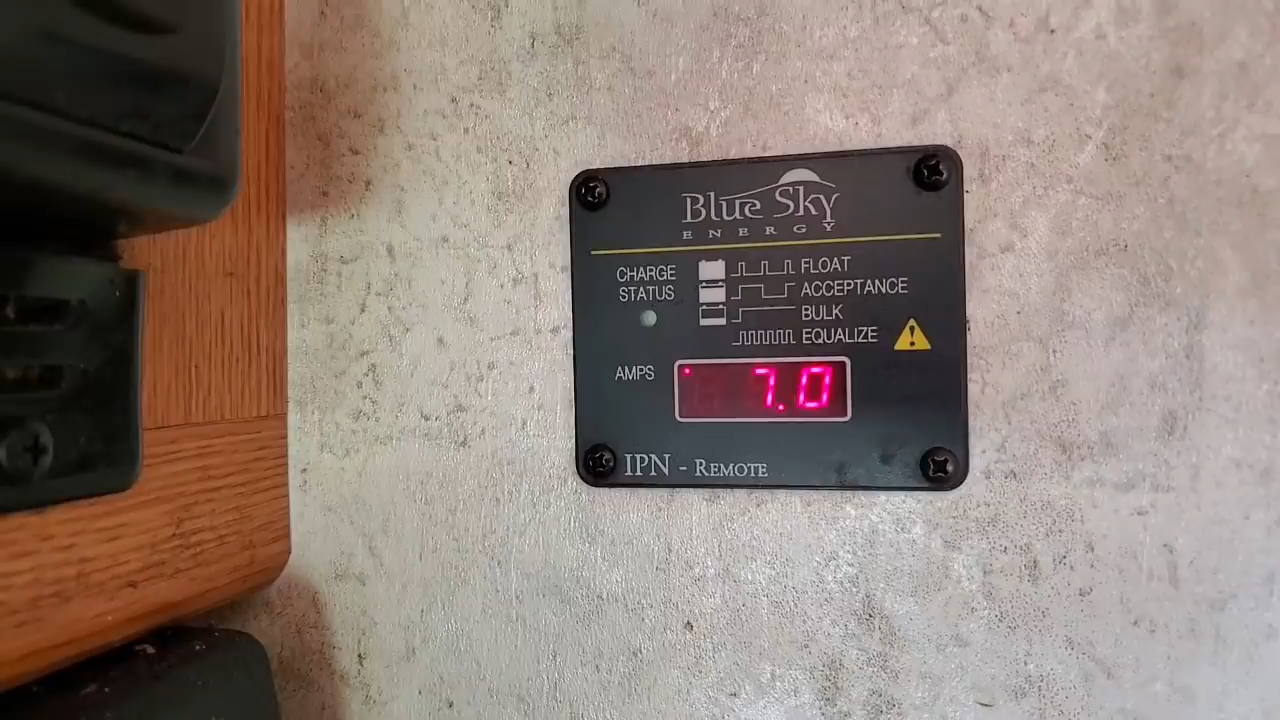 Blue Sky
ENERGY
CHARGE
STATUS
FLOAT
ACCEPTANCE
BULK
EQUALIZE
AMPS
7.0
IPN - REMOTE